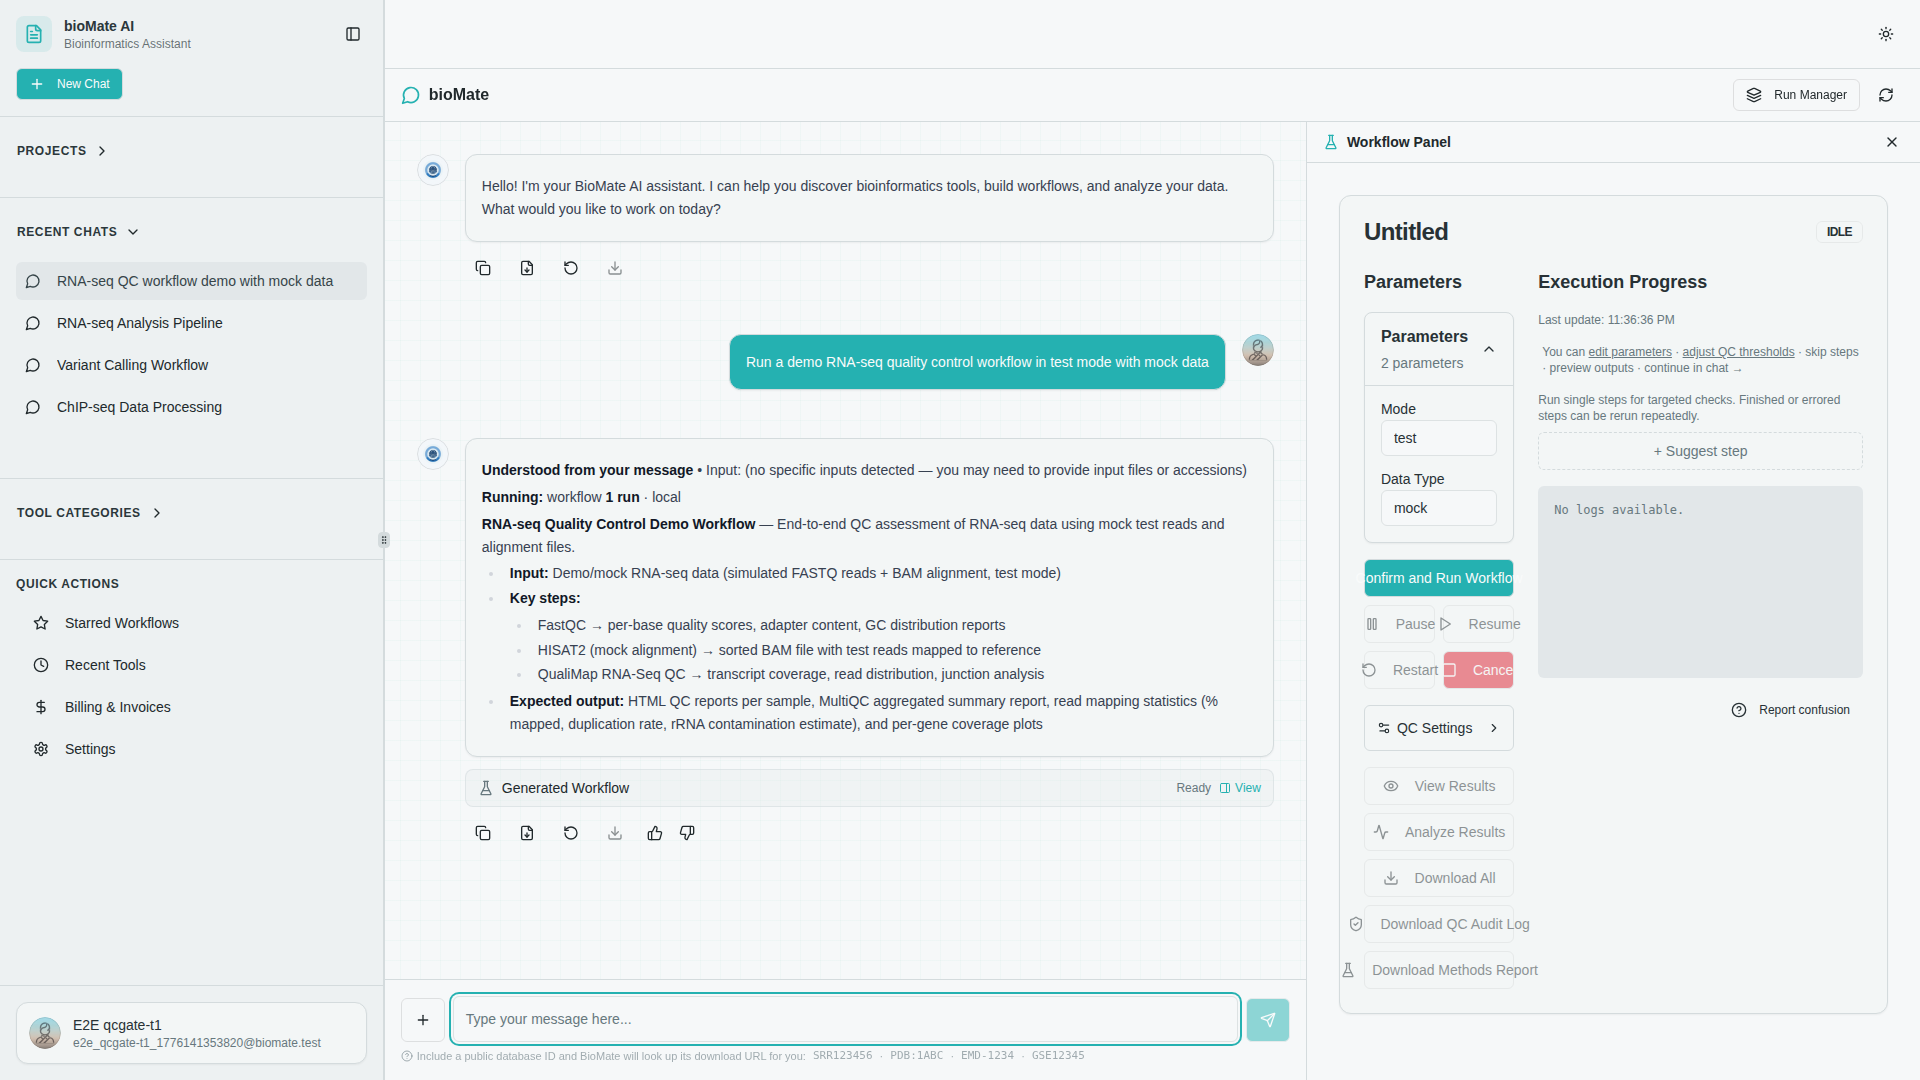 bioMate AI
Bioinformatics Assistant
New Chat
PROJECTS
RECENT CHATS
RNA-seq QC workflow demo with mock data
RNA-seq Analysis Pipeline
Variant Calling Workflow
ChIP-seq Data Processing
TOOL CATEGORIES
QUICK ACTIONS
Starred Workflows
Recent Tools
Billing & Invoices
Settings
E2E qcgate-t1
e2e_qcgate-t1_1776141353820@biomate.test
bioMate
Run Manager
Hello! I'm your BioMate AI assistant. I can help you discover bioinformatics tools, build workflows, and analyze your data.
What would you like to work on today?
Run a demo RNA-seq quality control workflow in test mode with mock data
Understood from your message • Input: (no specific inputs detected — you may need to provide input files or accessions)
Running: workflow 1 run · local
RNA-seq Quality Control Demo Workflow — End-to-end QC assessment of RNA-seq data using mock test reads and
alignment files.
Input: Demo/mock RNA-seq data (simulated FASTQ reads + BAM alignment, test mode)
Key steps:
FastQC → per-base quality scores, adapter content, GC distribution reports
HISAT2 (mock alignment) → sorted BAM file with test reads mapped to reference
QualiMap RNA-Seq QC → transcript coverage, read distribution, junction analysis
Expected output: HTML QC reports per sample, MultiQC aggregated summary report, read mapping statistics (%
mapped, duplication rate, rRNA contamination estimate), and per-gene coverage plots
Generated Workflow
Ready
View
Type your message here...
Include a public database ID and BioMate will look up its download URL for you: SRR123456 · PDB:1ABC · EMD-1234 · GSE12345
Workflow Panel
Untitled
IDLE
Parameters
Parameters
2 parameters
Mode
test
Data Type
mock
Confirm and Run Workflow
Pause
Resume
Restart
Cancel
QC Settings
View Results
Analyze Results
Download All
Download QC Audit Log
Download Methods Report
Execution Progress
Last update: 11:36:36 PM
You can edit parameters · adjust QC thresholds · skip steps
· preview outputs · continue in chat →
Run single steps for targeted checks. Finished or errored
steps can be rerun repeatedly.
+ Suggest step
No logs available.
Report confusion